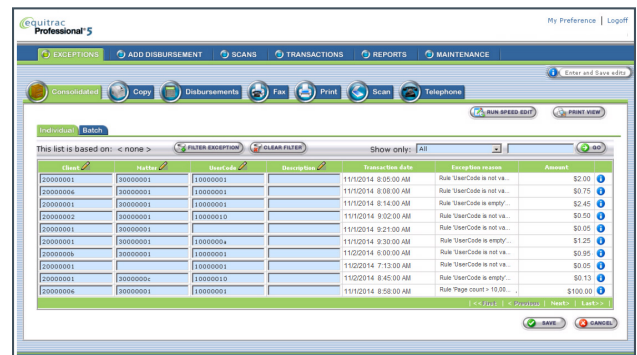 equitrac
Professional® 5
My Preference | Logoff
EXCEPTIONS ADD DISBURSEMENT SCANS TRANSACTIONS REPORTS MAINTENANCE
Enter and Save edits
Consolidated Copy Disbursements Fax Print Scan Telephone
RUN SPEED EDIT PRINT VIEW
Individual Batch
This list is based on: < none > FILTER EXCEPTION CLEAR FILTER Show only: All GO
Client Matter UserCode Description Transaction date Exception reason Amount
20000001 30000001 10000001 11/1/2014 8:05:00 AM Rule 'UserCode is not va... $2.00
20000006 30000001 10000001 11/1/2014 8:08:00 AM Rule 'UserCode is not va... $0.75
20000001 30000001 10000001 11/1/2014 8:14:00 AM Rule 'UserCode is empty'... $2.45
20000002 30000001 10000010 11/1/2014 9:02:00 AM Rule 'UserCode is not va... $0.50
20000001 30000001 11/1/2014 9:21:00 AM Rule 'UserCode is not va... $0.05
20000001 30000001 1000000a 11/1/2014 9:30:00 AM Rule 'UserCode is empty'... $1.25
2000000b 30000001 10000001 11/2/2014 6:00:00 AM Rule 'UserCode is not va... $0.95
20000001 10000001 11/2/2014 7:13:00 AM Rule 'UserCode is not va... $0.05
20000001 3000000c 10000010 11/2/2014 8:45:00 AM Rule 'UserCode is empty'... $0.13
20000006 30000001 10000001 11/1/2014 8:58:00 AM Rule 'Page count > 10,00... $100.00
| <<First | <Previous | Next> | Last>> |
SAVE CANCEL